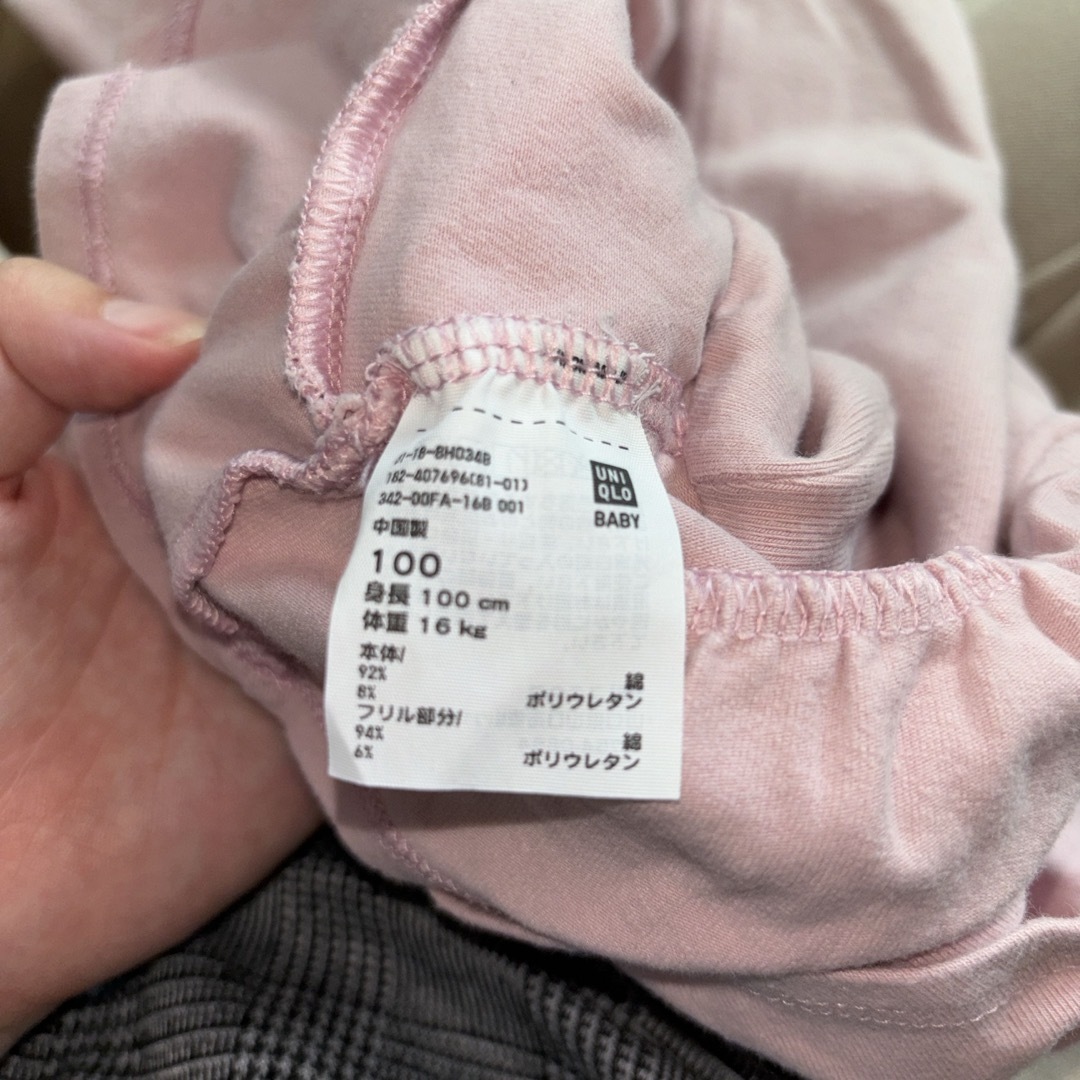 182-407696(81-01)
342-00FA-16B 001
UNI
QLO
BABY
中国製
100
身長 100 cm
体重 16 kg
本体/
92% 綿
8% ポリウレタン
フリル部分/
94% 綿
6% ポリウレタン